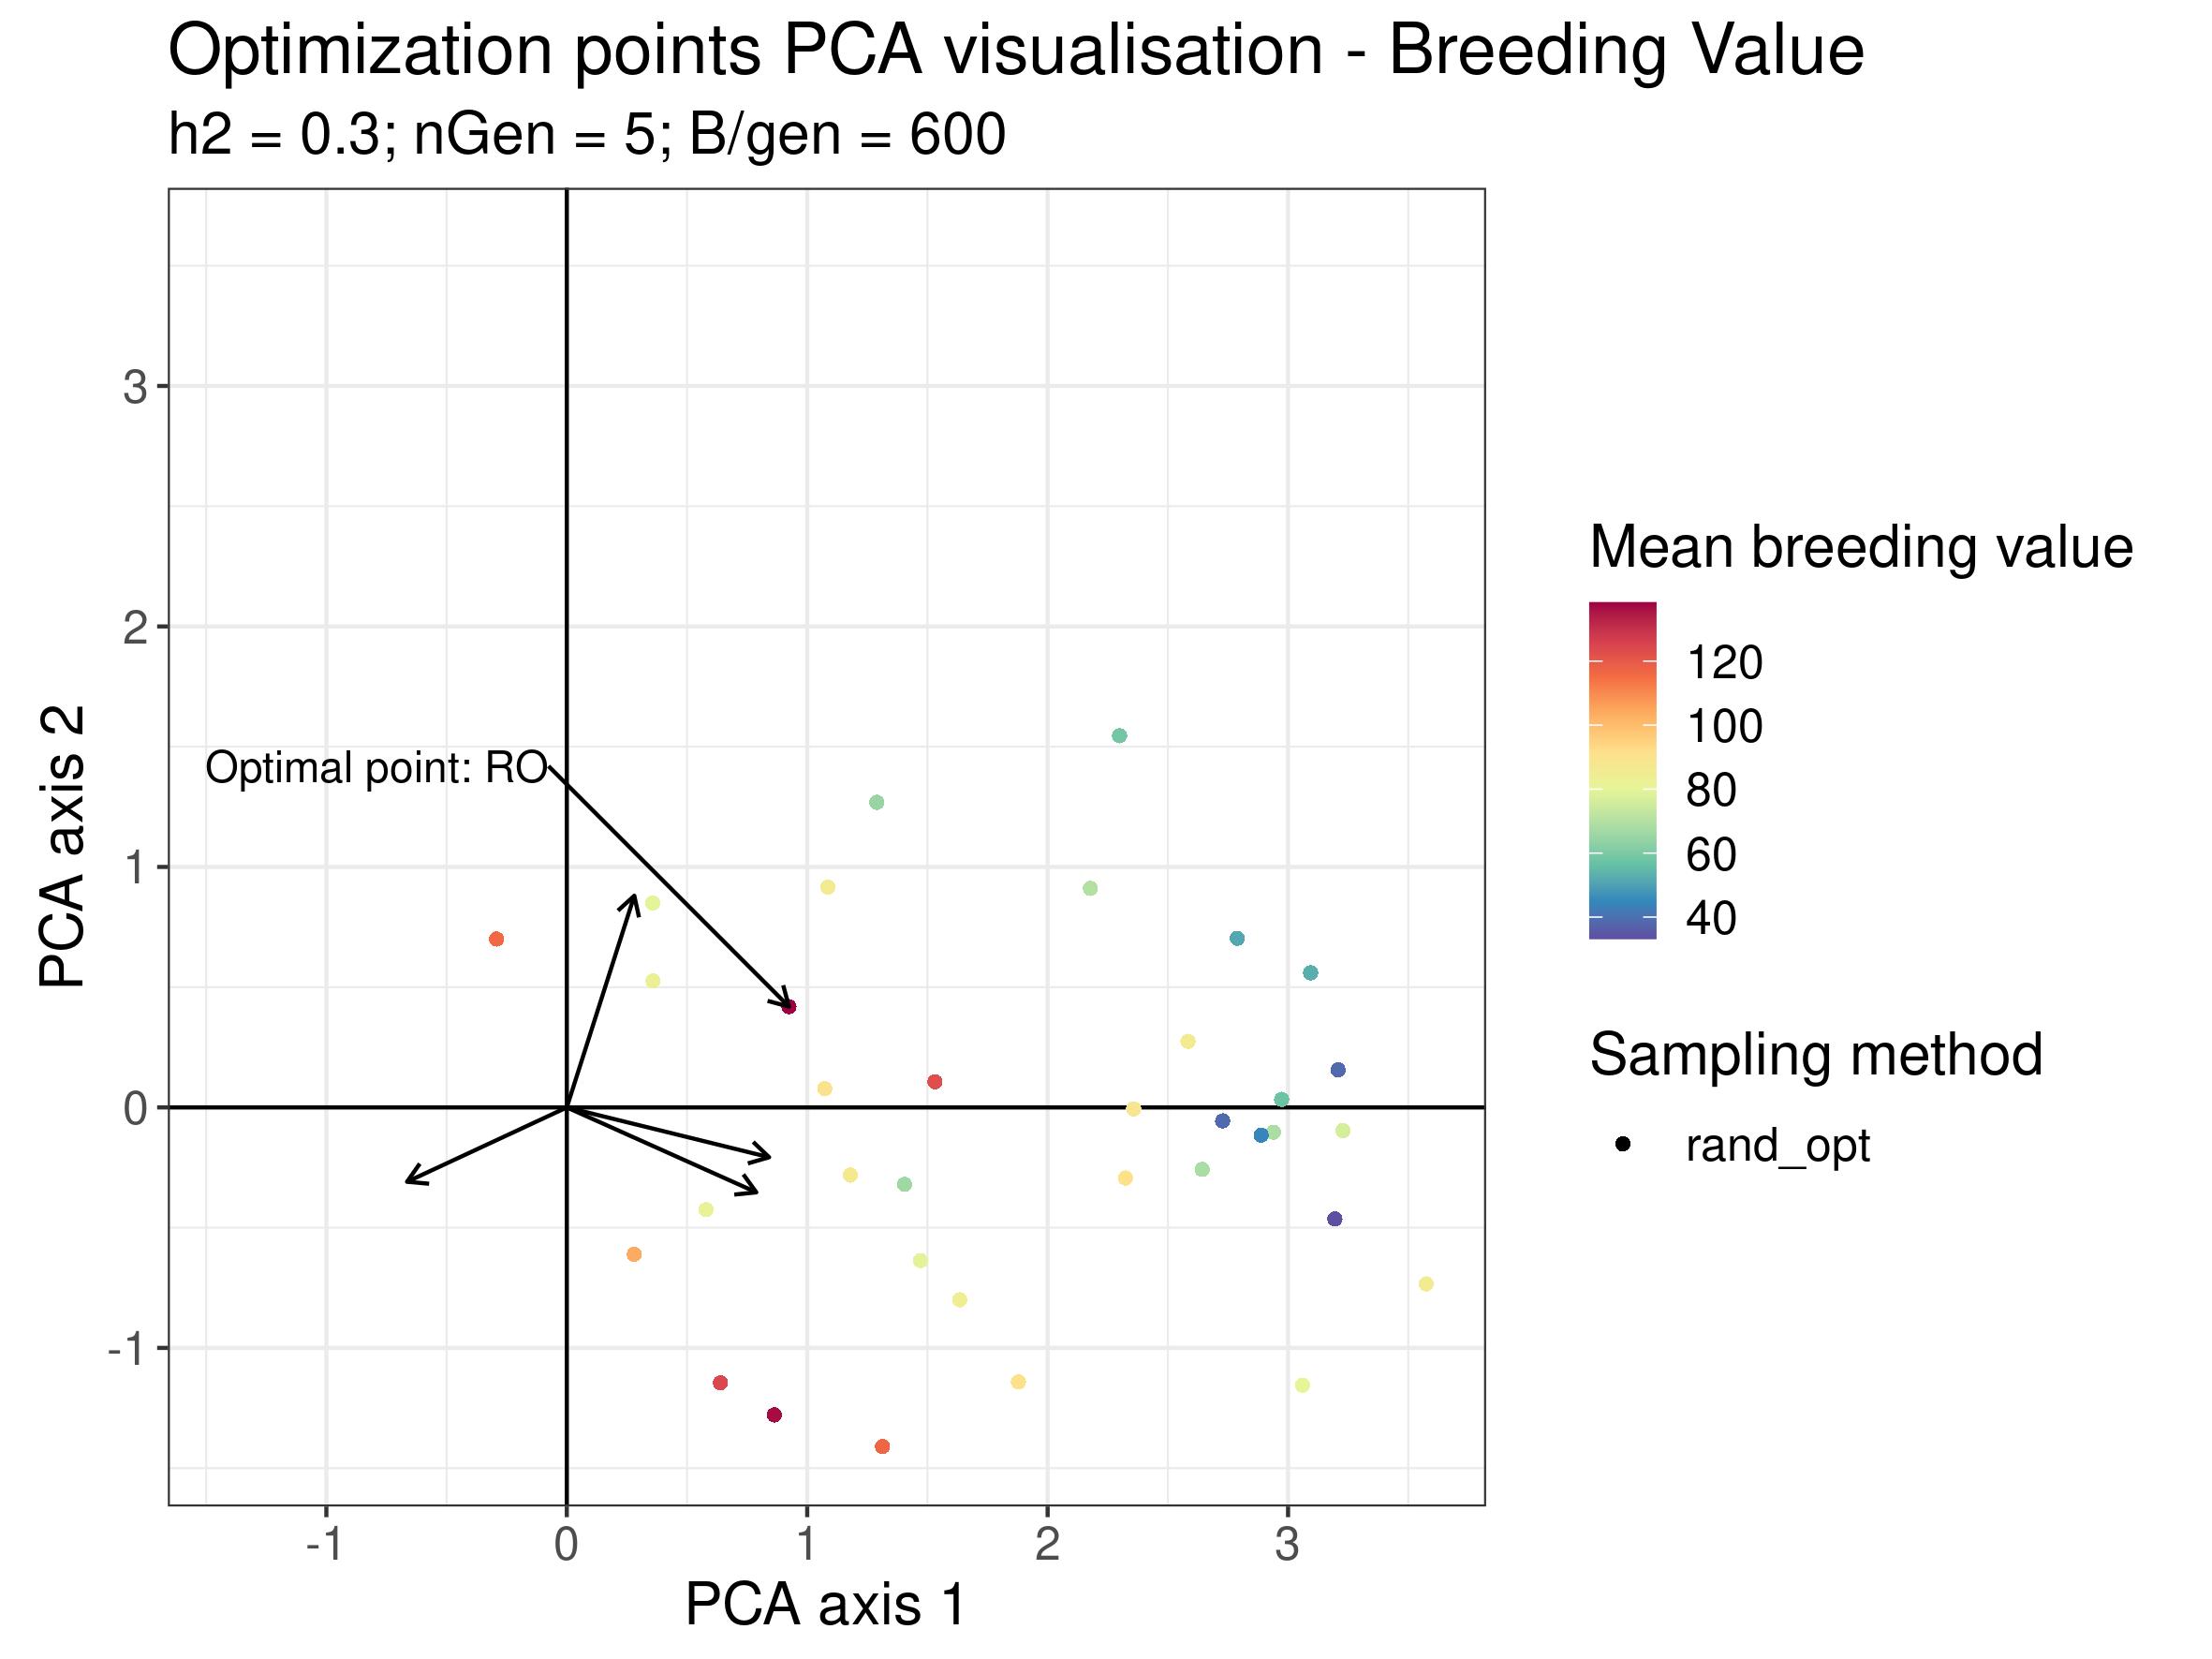 Optimization points PCA visualisation - Breeding Value
h2 = 0.3; nGen = 5; B/gen = 600
3
2
1
0
-1
PCA axis 2
Optimal point: RO
-1
0
1
2
3
PCA axis 1
Mean breeding value
120
100
80
60
40
Sampling method
rand_opt